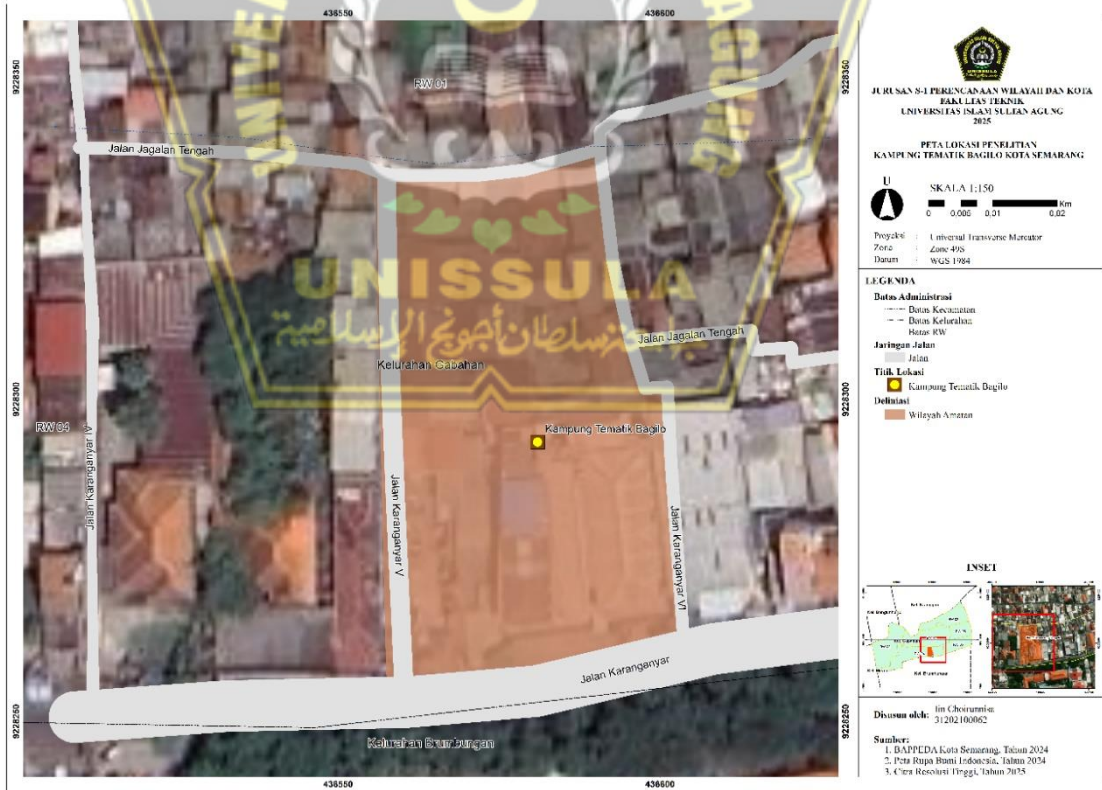 436550
436600
9228350
9228350
UNIVE
AGUNG
RW 01
Jalan Jagalan Tengah
UNISSULA
جامعة سلطان أجونج الإسلامية
Jalan Jagalan Tengah
Kelurahan Gabahan
9228300
9228300
RW 04
Kampung Tematik Bagilo
Jalan Karanganyar IV
Jalan Karanganyar V
Jalan Karanganyar VI
Jalan Karanganyar
9228250
9228250
Kelurahan Brumbungan
436550
436600
UNISSULA
JURUSAN S-1 PERENCANAAN WILAYAH DAN KOTA
FAKULTAS TEKNIK
UNIVERSITAS ISLAM SULTAN AGUNG
2025
PETA LOKASI PENELITIAN
KAMPUNG TEMATIK BAGILO KOTA SEMARANG
U
SKALA 1:150
Km
0 0,005 0,01 0,02
Proyeksi : Universal Transverse Mercator
Zona : Zone 49S
Datum : WGS 1984
LEGENDA
Batas Administrasi
Batas Kecamatan
Batas Kelurahan
Batas RW
Jaringan Jalan
Jalan
Titik Lokasi
Kampung Tematik Bagilo
Deliniasi
Wilayah Amatan
INSET
Disusun oleh: Iin Choirunnisa
31202100062
Sumber:
1. BAPPEDA Kota Semarang, Tahun 2024
2. Peta Rupa Bumi Indonesia, Tahun 2024
3. Citra Resolusi Tinggi, Tahun 2025